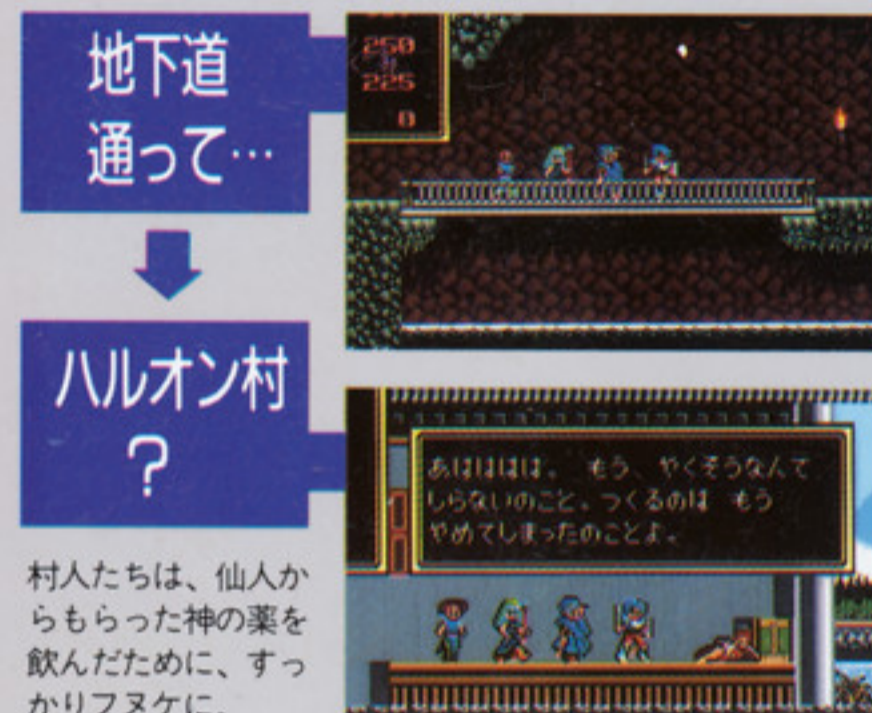 地下道
通って…
250
225
0
ハルオン村
?
あはははは。 もう、やくそうなんて
しらないのこと。つくるのは もう
やめてしまったのことよ。
村人たちは、仙人か
らもらった神の薬を
飲んだために、すっ
かりフヌケに。